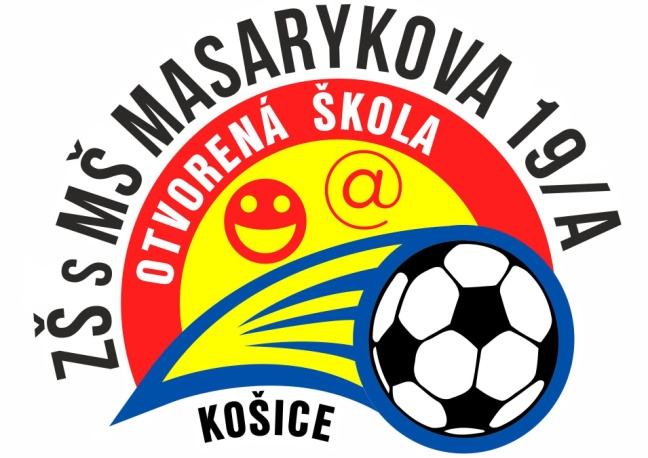 ZŠ s MŠ MASARYKOVA 19/A
OTVORENÁ ŠKOLA
@
KOŠICE